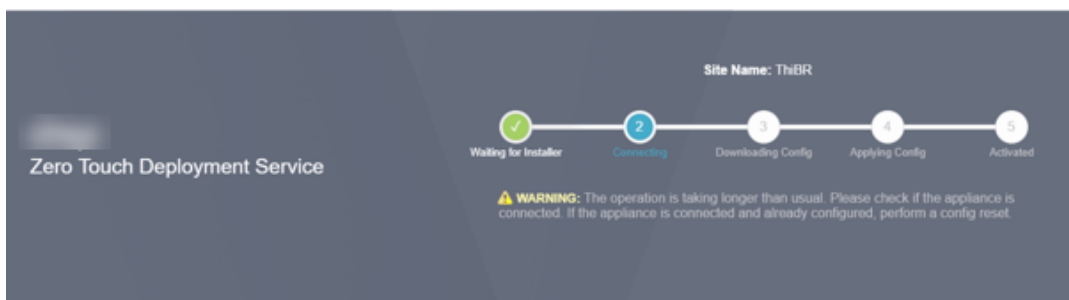 Site Name: ThiBR
2
3
4
5
Waiting for Installer
Connecting
Downloading Config
Applying Config
Activated
Zero Touch Deployment Service
WARNING: The operation is taking longer than usual. Please check if the appliance is
connected. If the appliance is connected and already configured, perform a config reset.